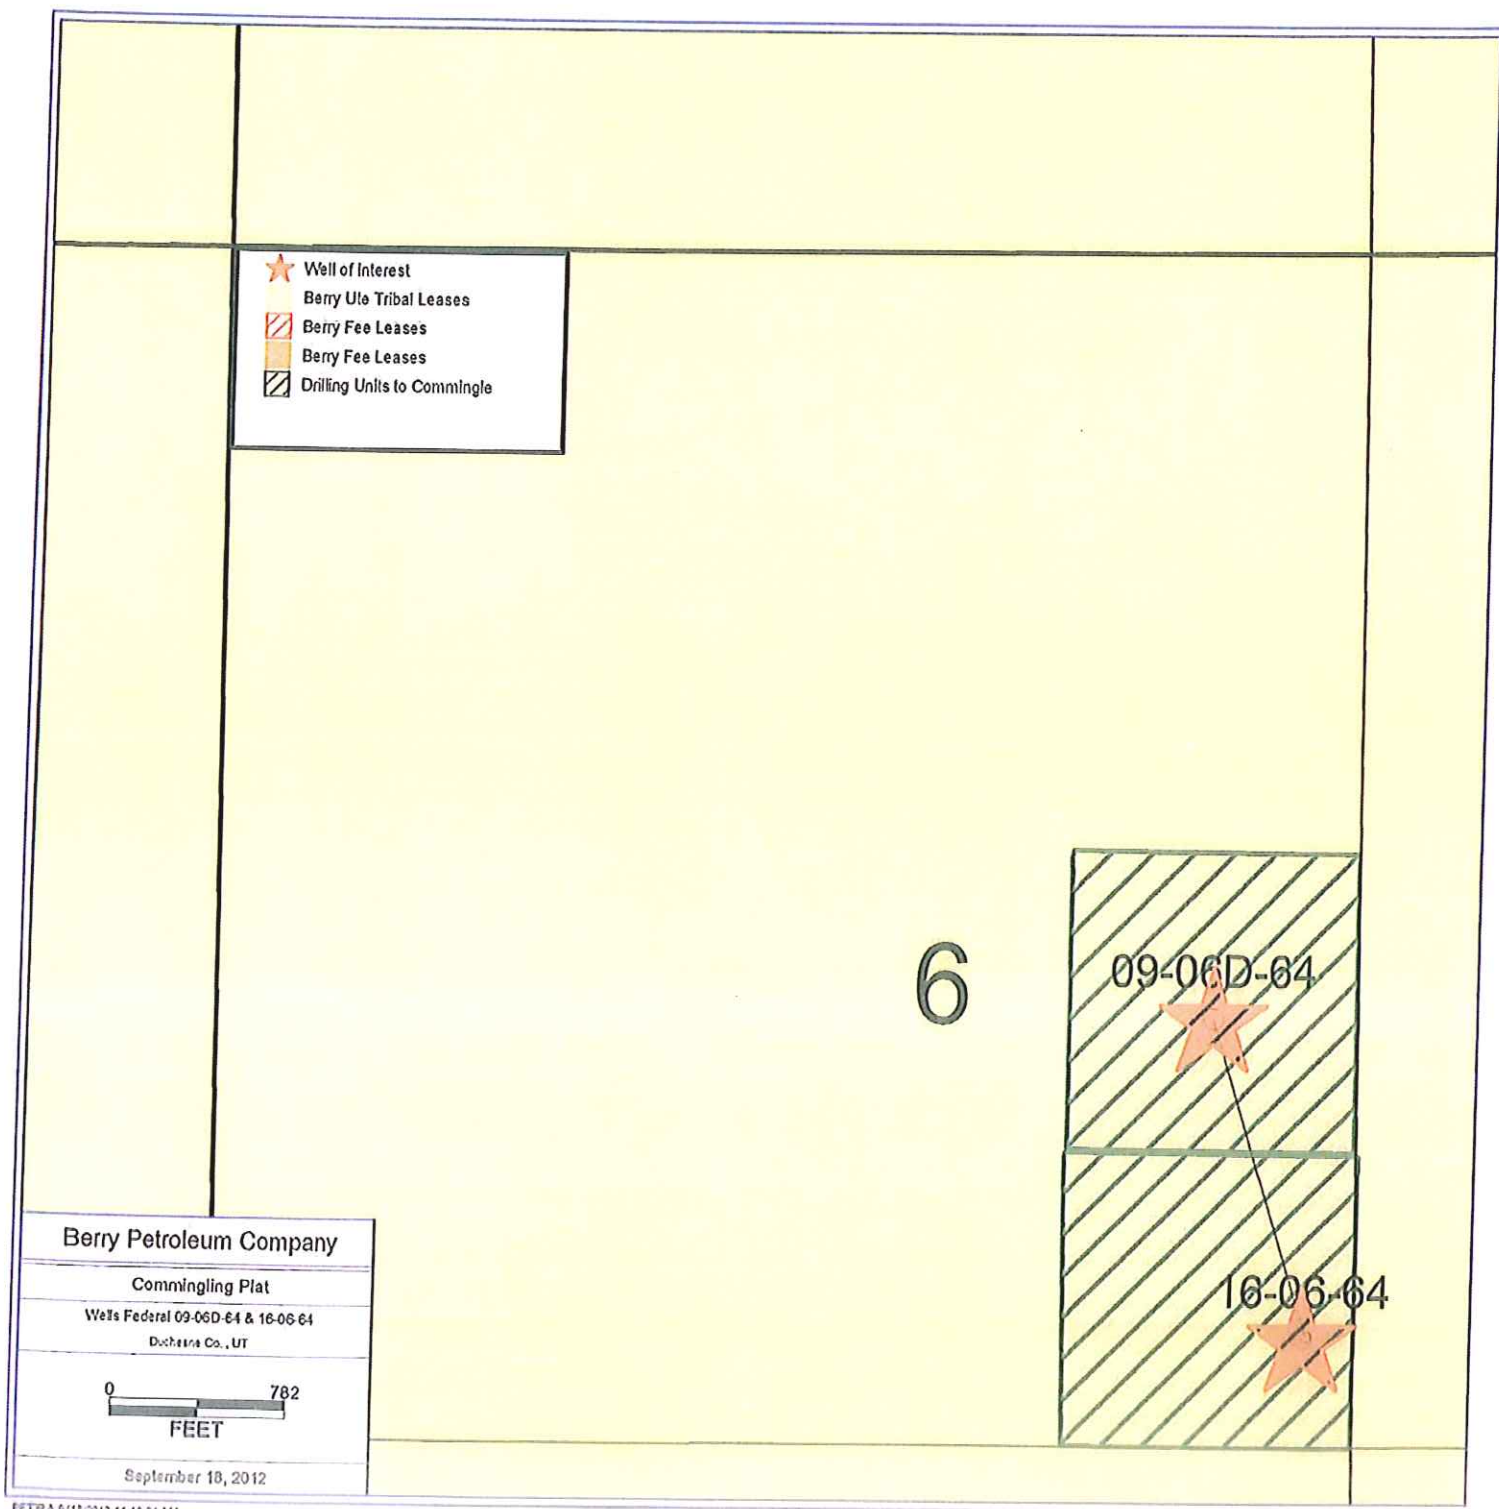 Well of Interest
Berry Ute Tribal Leases
Berry Fee Leases
Berry Fee Leases
Drilling Units to Commingle
6
09-06D-64
16-06-64
Berry Petroleum Company
Commingling Plat
Wells Federal 09-06D-64 & 16-06-64
Duchesne Co., UT
0 782
FEET
September 18, 2012